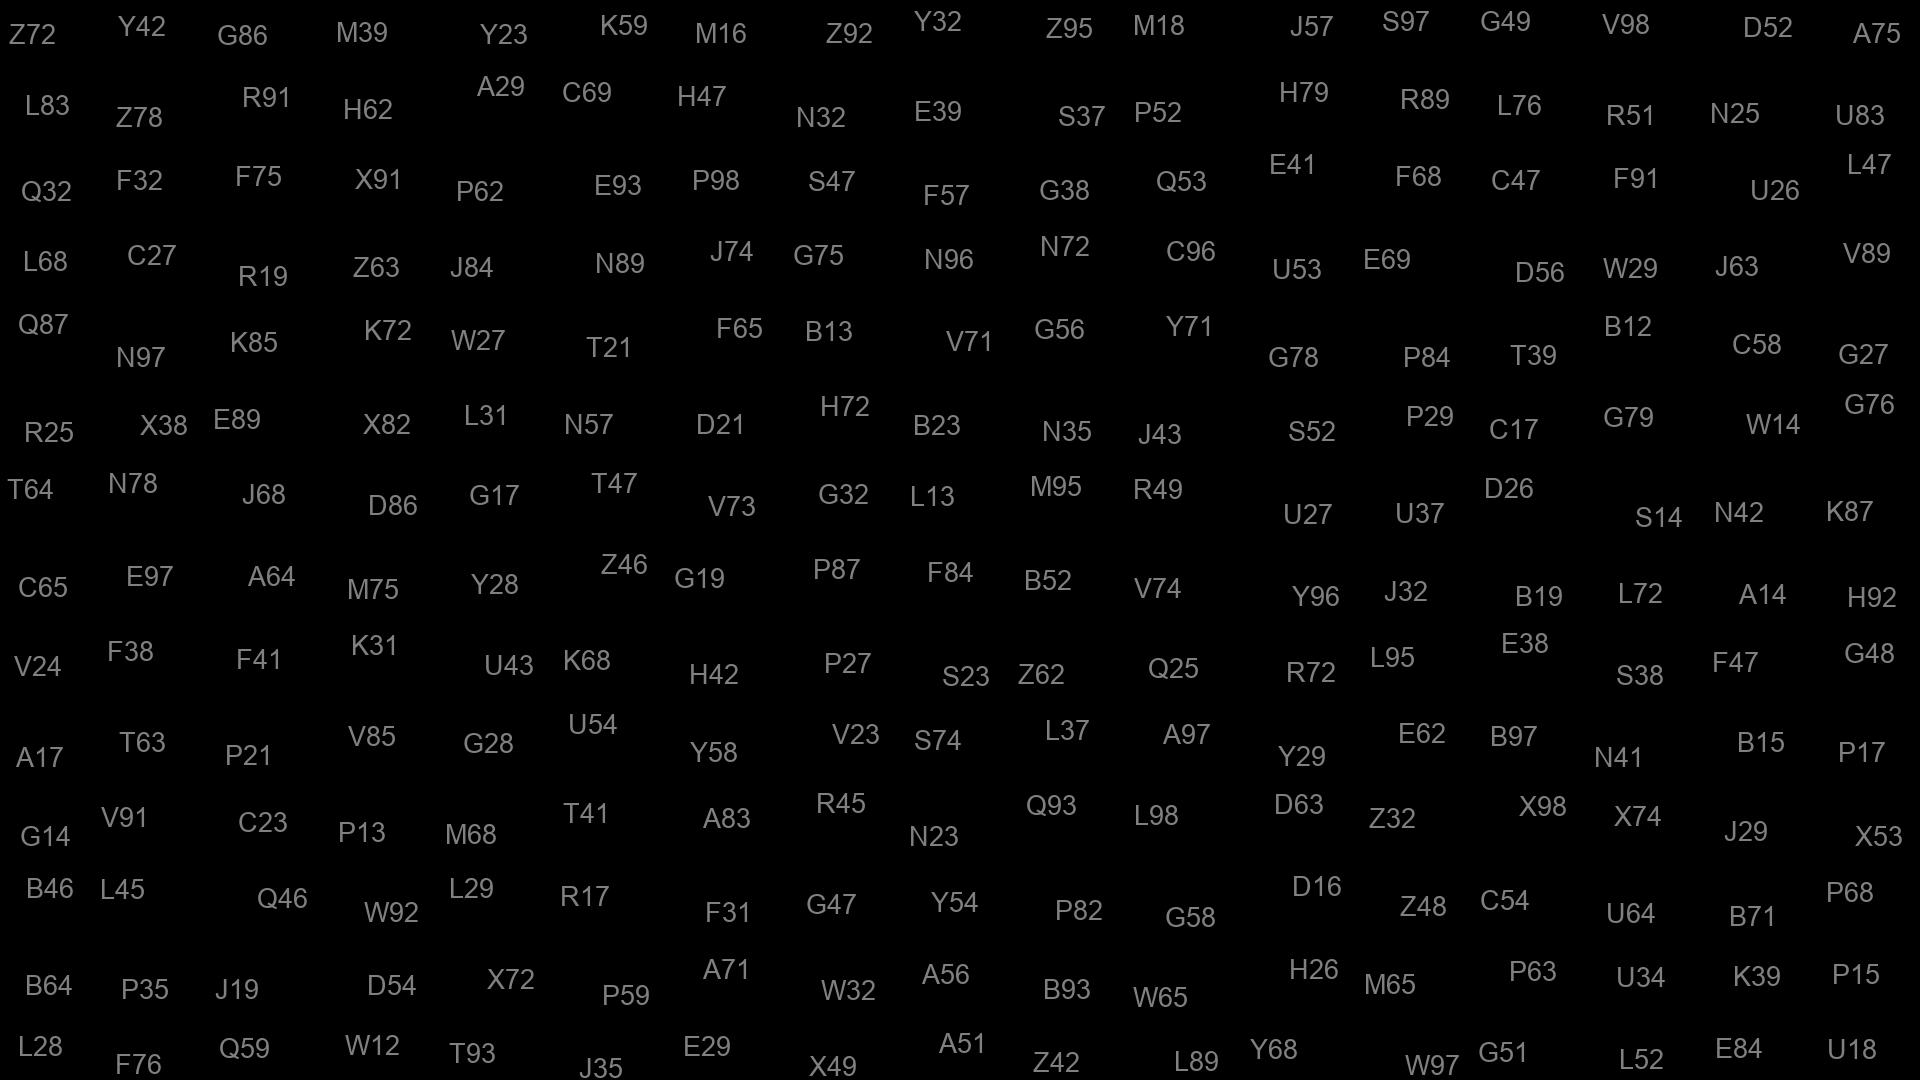 Z72 Y42 G86 M39 Y23 K59 M16 Z92 Y32 Z95 M18 J57 S97 G49 V98 D52 A75
L83 Z78 R91 H62 A29 C69 H47 N32 E39 S37 P52 H79 R89 L76 R51 N25 U83
Q32 F32 F75 X91 P62 E93 P98 S47 F57 G38 Q53 E41 F68 C47 F91 U26 L47
L68 C27 R19 Z63 J84 N89 J74 G75 N96 N72 C96 U53 E69 D56 W29 J63 V89
Q87 N97 K85 K72 W27 T21 F65 B13 V71 G56 Y71 G78 P84 T39 B12 C58 G27
R25 X38 E89 X82 L31 N57 D21 H72 B23 N35 J43 S52 P29 C17 G79 W14 G76
T64 N78 J68 D86 G17 T47 V73 G32 L13 M95 R49 U27 U37 D26 S14 N42 K87
C65 E97 A64 M75 Y28 Z46 G19 P87 F84 B52 V74 Y96 J32 B19 L72 A14 H92
V24 F38 F41 K31 U43 K68 H42 P27 S23 Z62 Q25 R72 L95 E38 S38 F47 G48
A17 T63 P21 V85 G28 U54 Y58 V23 S74 L37 A97 Y29 E62 B97 N41 B15 P17
G14 V91 C23 P13 M68 T41 A83 R45 N23 Q93 L98 D63 Z32 X98 X74 J29 X53
B46 L45 Q46 W92 L29 R17 F31 G47 Y54 P82 G58 D16 Z48 C54 U64 B71 P68
B64 P35 J19 D54 X72 P59 A71 W32 A56 B93 W65 H26 M65 P63 U34 K39 P15
L28 F76 Q59 W12 T93 J35 E29 X49 A51 Z42 L89 Y68 W97 G51 L52 E84 U18